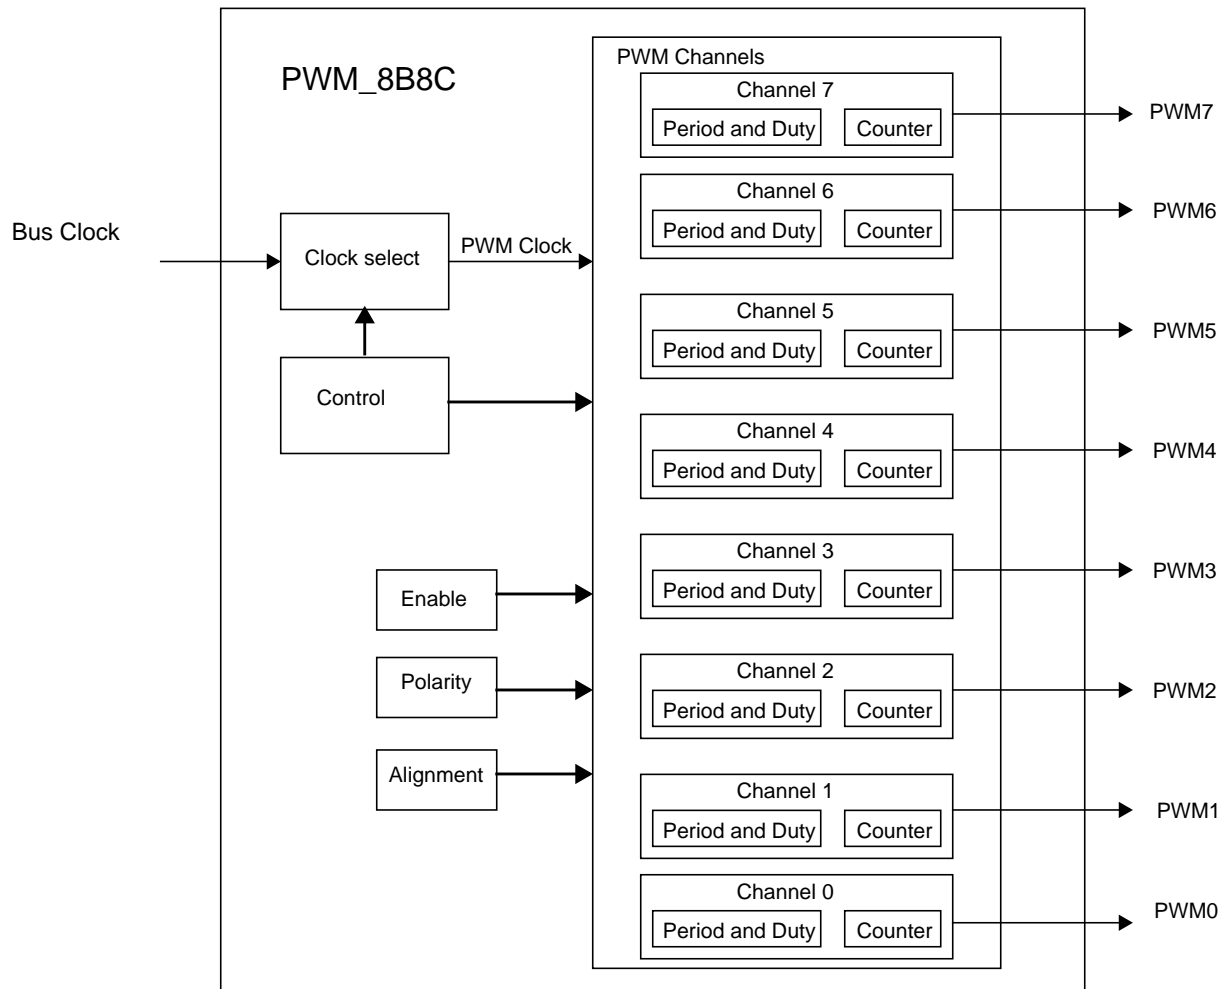 PWM_8B8C
PWM Channels
Channel 7
Period and Duty
Counter
PWM7
Channel 6
Period and Duty
Counter
PWM6
Bus Clock
Clock select
PWM Clock
Channel 5
Period and Duty
Counter
PWM5
Control
Channel 4
Period and Duty
Counter
PWM4
Channel 3
Period and Duty
Counter
PWM3
Enable
Channel 2
Period and Duty
Counter
PWM2
Polarity
Alignment
Channel 1
Period and Duty
Counter
PWM1
Channel 0
Period and Duty
Counter
PWM0